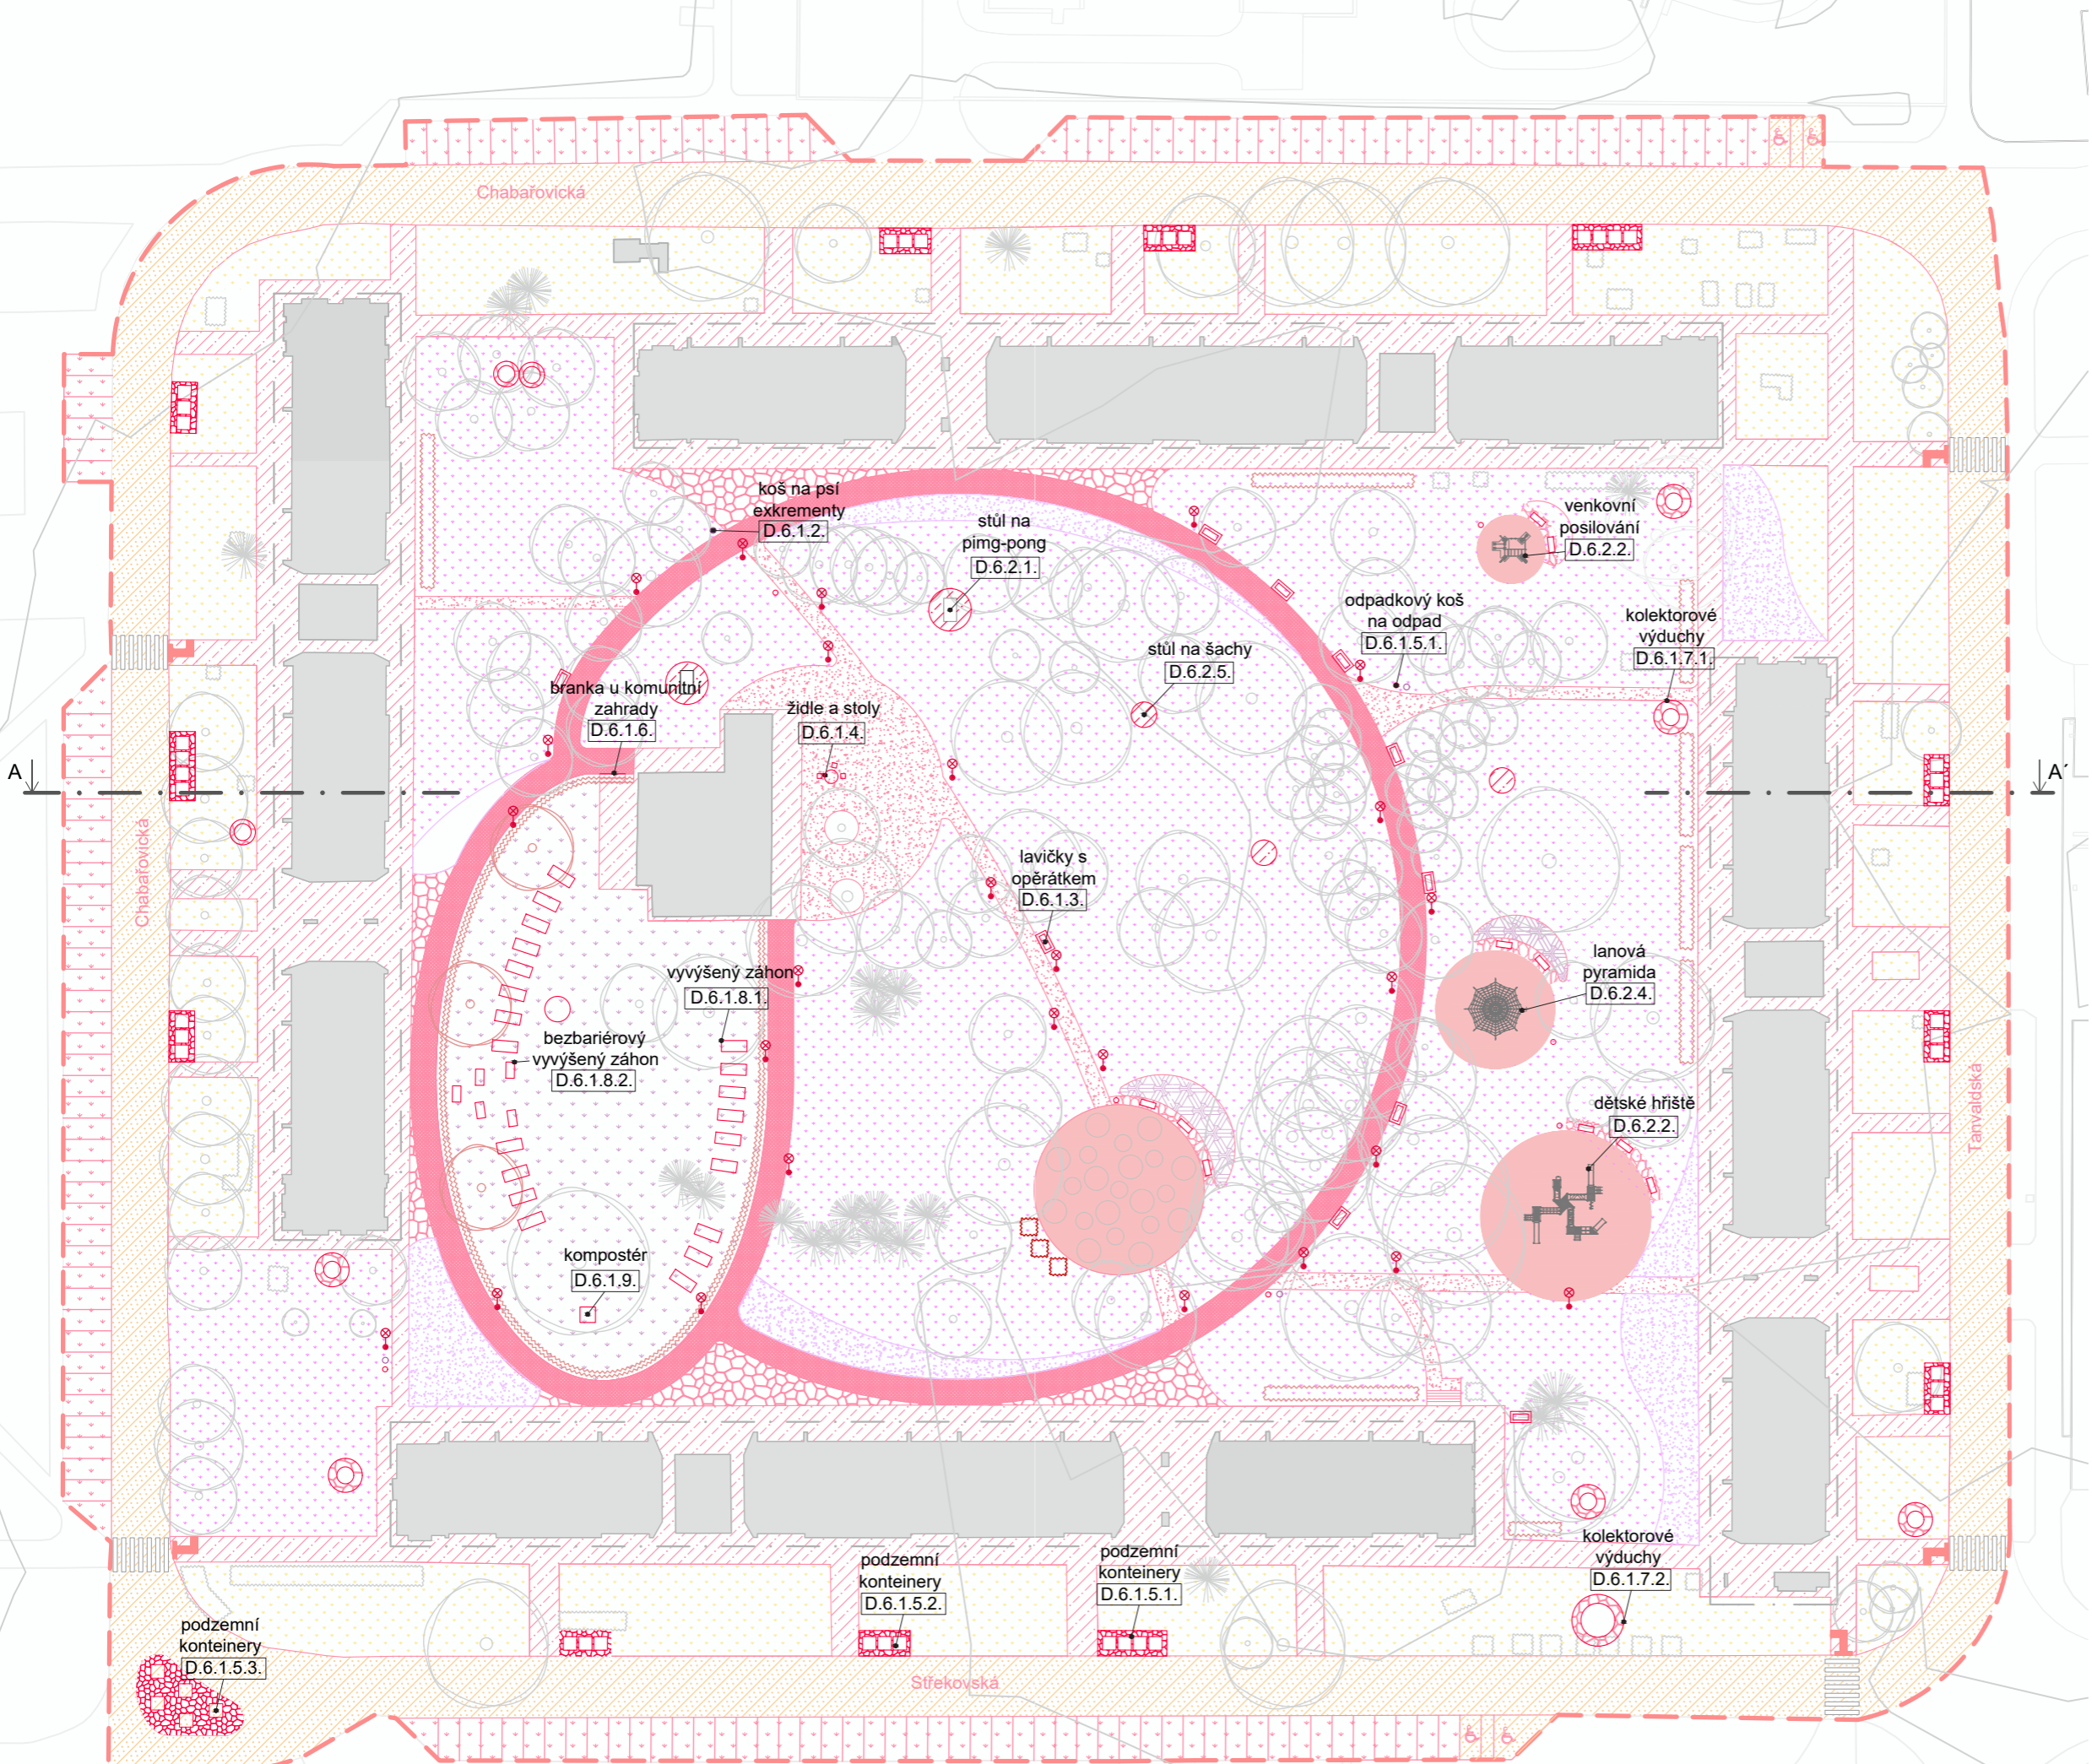 Chabařovická
koš na psí
exkrementy
D.6.1.2.
stůl na
pimg-pong
D.6.2.1.
venkovní
posilování
D.6.2.2.
odpadkový koš
na odpad
D.6.1.5.1.
kolektorové
výduchy
D.6.1.7.1.
stůl na šachy
D.6.2.5.
branka u komunitní
zahrady
D.6.1.6.
židle a stoly
D.6.1.4.
A
A´
Chabařovická
lavičky s
opěrátkem
D.6.1.3.
lanová
pyramida
D.6.2.4.
vyvýšený záhon
D.6.1.8.1.
bezbariérový
vyvýšený záhon
D.6.1.8.2.
dětské hřiště
D.6.2.2.
Tanvaldská
kompostér
D.6.1.9.
kolektorové
výduchy
D.6.1.7.2.
podzemní
konteinery
D.6.1.5.2.
podzemní
konteinery
D.6.1.5.1.
podzemní
konteinery
D.6.1.5.3.
Střekovská